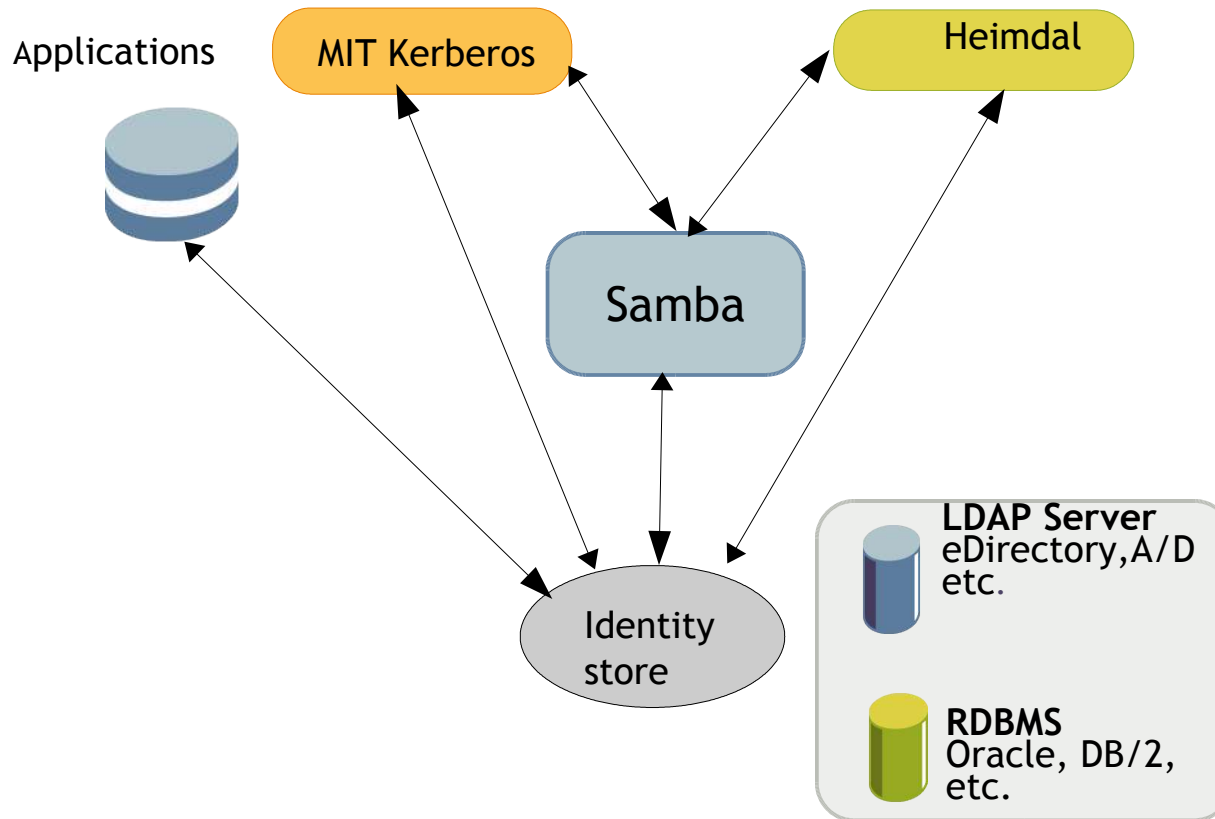 Applications
MIT Kerberos
Heimdal
Samba
Identity
store
LDAP Server
eDirectory,A/D
etc.
RDBMS
Oracle, DB/2,
etc.